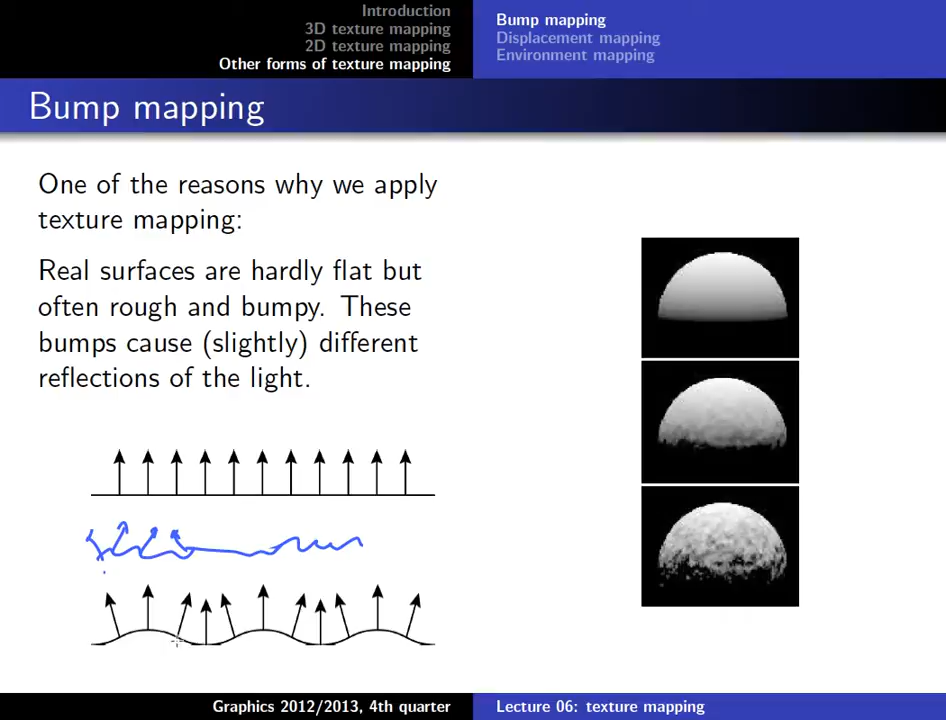 Introduction
3D texture mapping
2D texture mapping
Other forms of texture mapping
Bump mapping
Displacement mapping
Environment mapping
Bump mapping
One of the reasons why we apply
texture mapping:
Real surfaces are hardly flat but
often rough and bumpy. These
bumps cause (slightly) different
reflections of the light.
Graphics 2012/2013, 4th quarter
Lecture 06: texture mapping